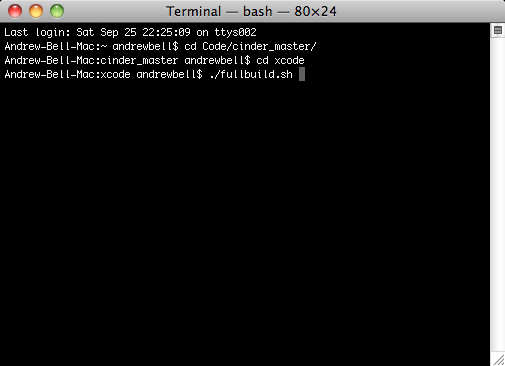 Terminal — bash — 80×24
Last login: Sat Sep 25 22:25:09 on ttys002
Andrew-Bell-Mac:~ andrewbell$ cd Code/cinder_master/
Andrew-Bell-Mac:cinder_master andrewbell$ cd xcode
Andrew-Bell-Mac:xcode andrewbell$ ./fullbuild.sh